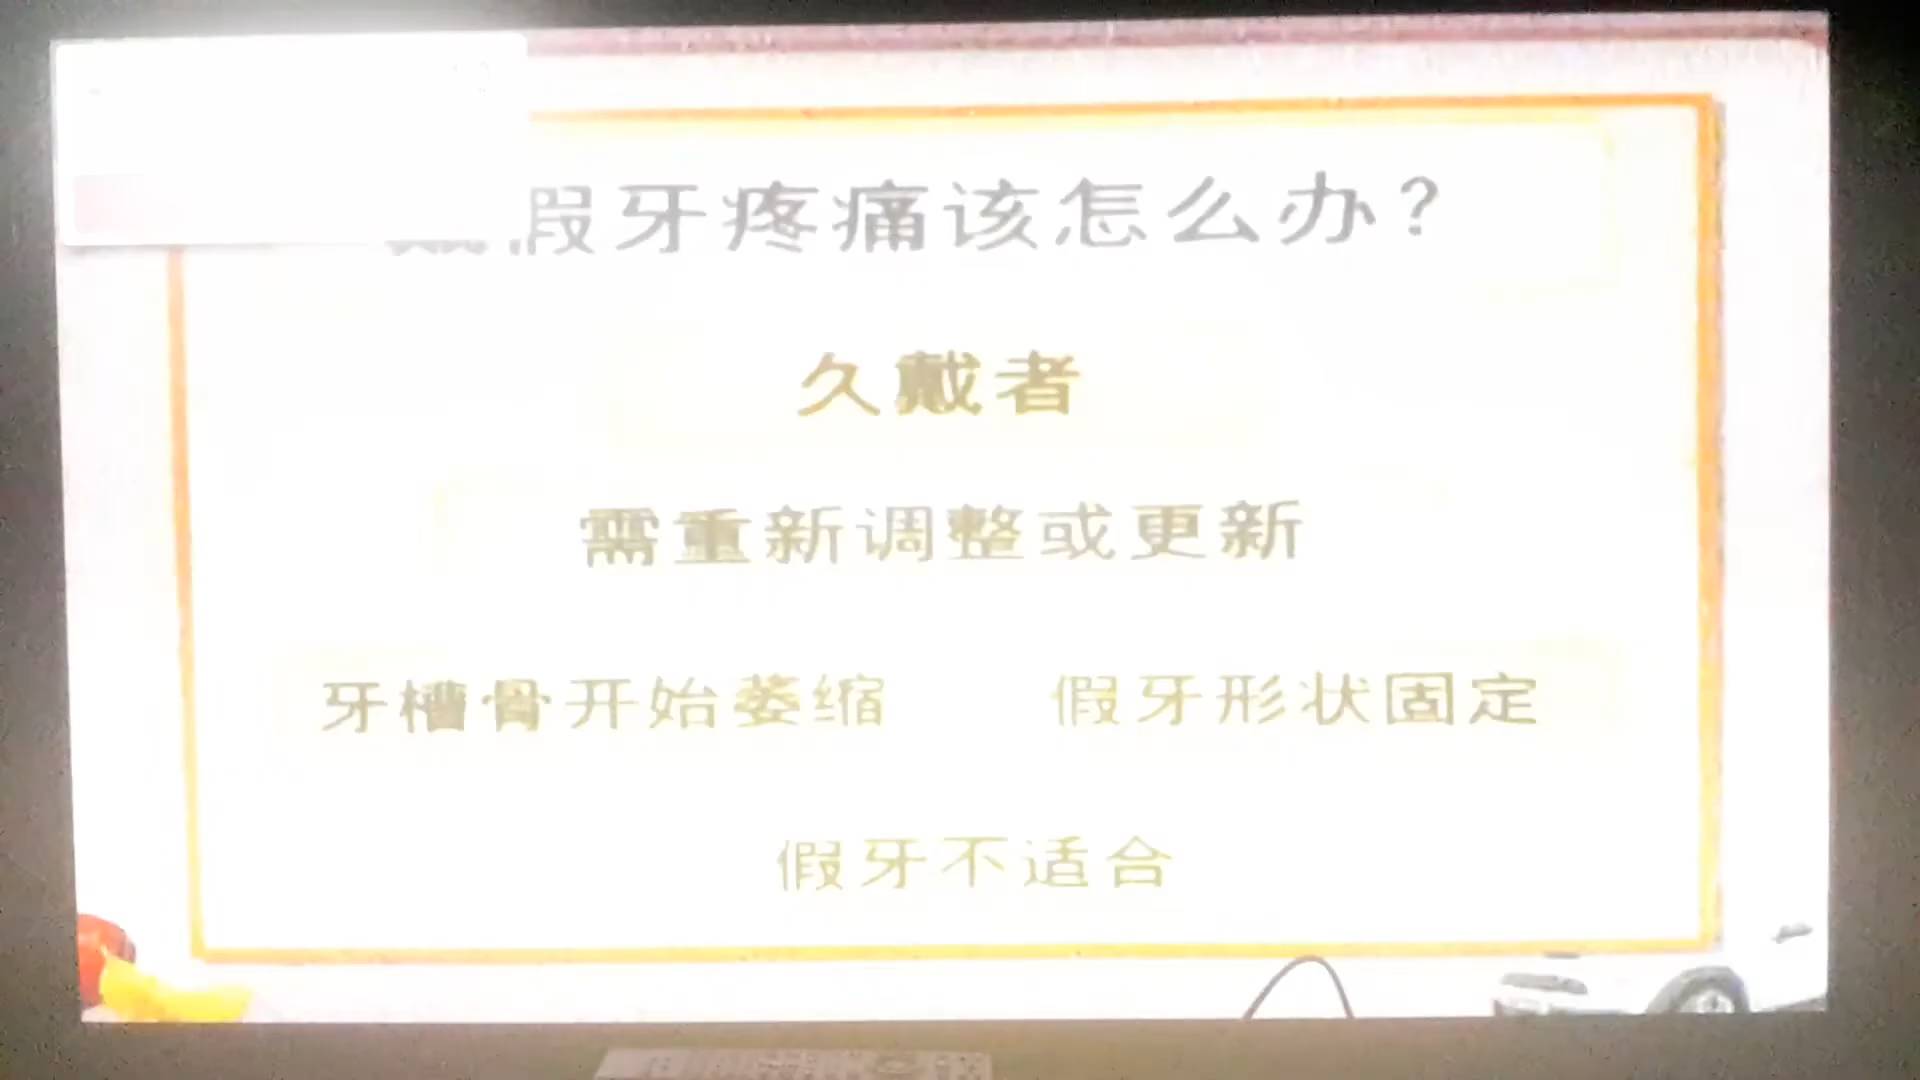 假牙疼痛该怎么办？
久戴者
需重新调整或更新
牙槽骨开始萎缩 假牙形状固定
假牙不适合